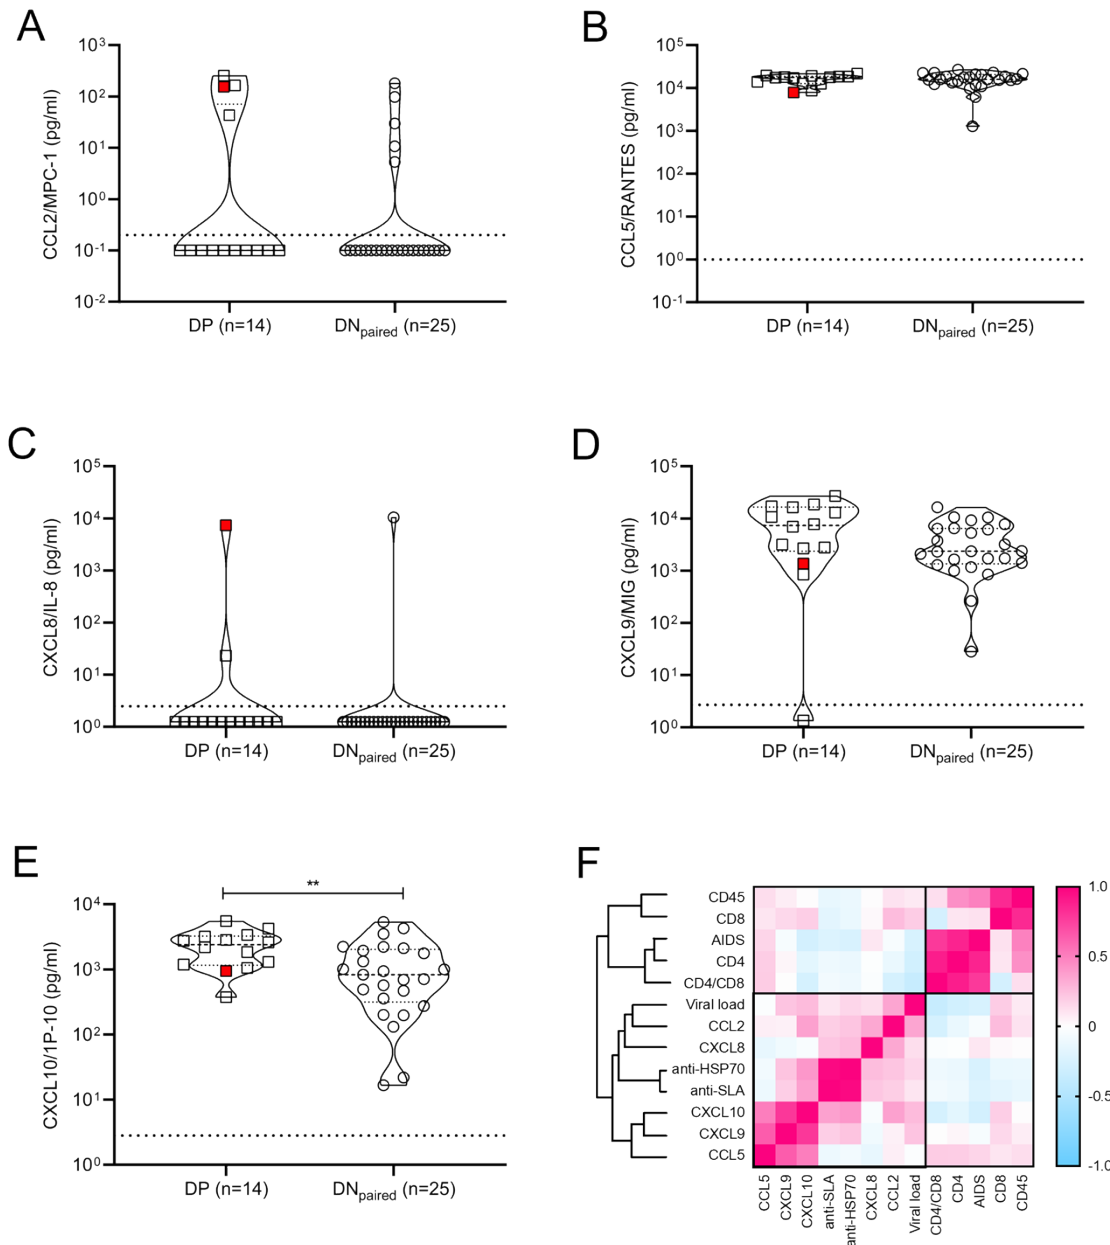 A
CCL2/MPC-1 (pg/ml)
10³
10²
10¹
10⁰
10⁻¹
10⁻²
DP (n=14)
DNpaired (n=25)
B
CCL5/RANTES (pg/ml)
10⁵
10⁴
10³
10²
10¹
10⁰
10⁻¹
DP (n=14)
DNpaired (n=25)
C
CXCL8/IL-8 (pg/ml)
10⁵
10⁴
10³
10²
10¹
10⁰
DP (n=14)
DNpaired (n=25)
D
CXCL9/MIG (pg/ml)
10⁵
10⁴
10³
10²
10¹
10⁰
DP (n=14)
DNpaired (n=25)
E
CXCL10/1P-10 (pg/ml)
10⁴
10³
10²
10¹
10⁰
**
DP (n=14)
DNpaired (n=25)
F
CD45
CD8
AIDS
CD4
CD4/CD8
Viral load
CCL2
CXCL8
anti-HSP70
anti-SLA
CXCL10
CXCL9
CCL5
CCL5
CXCL9
CXCL10
anti-SLA
anti-HSP70
CXCL8
CCL2
Viral load
CD4/CD8
CD4
AIDS
CD8
CD45
1.0
0.5
0
-0.5
-1.0